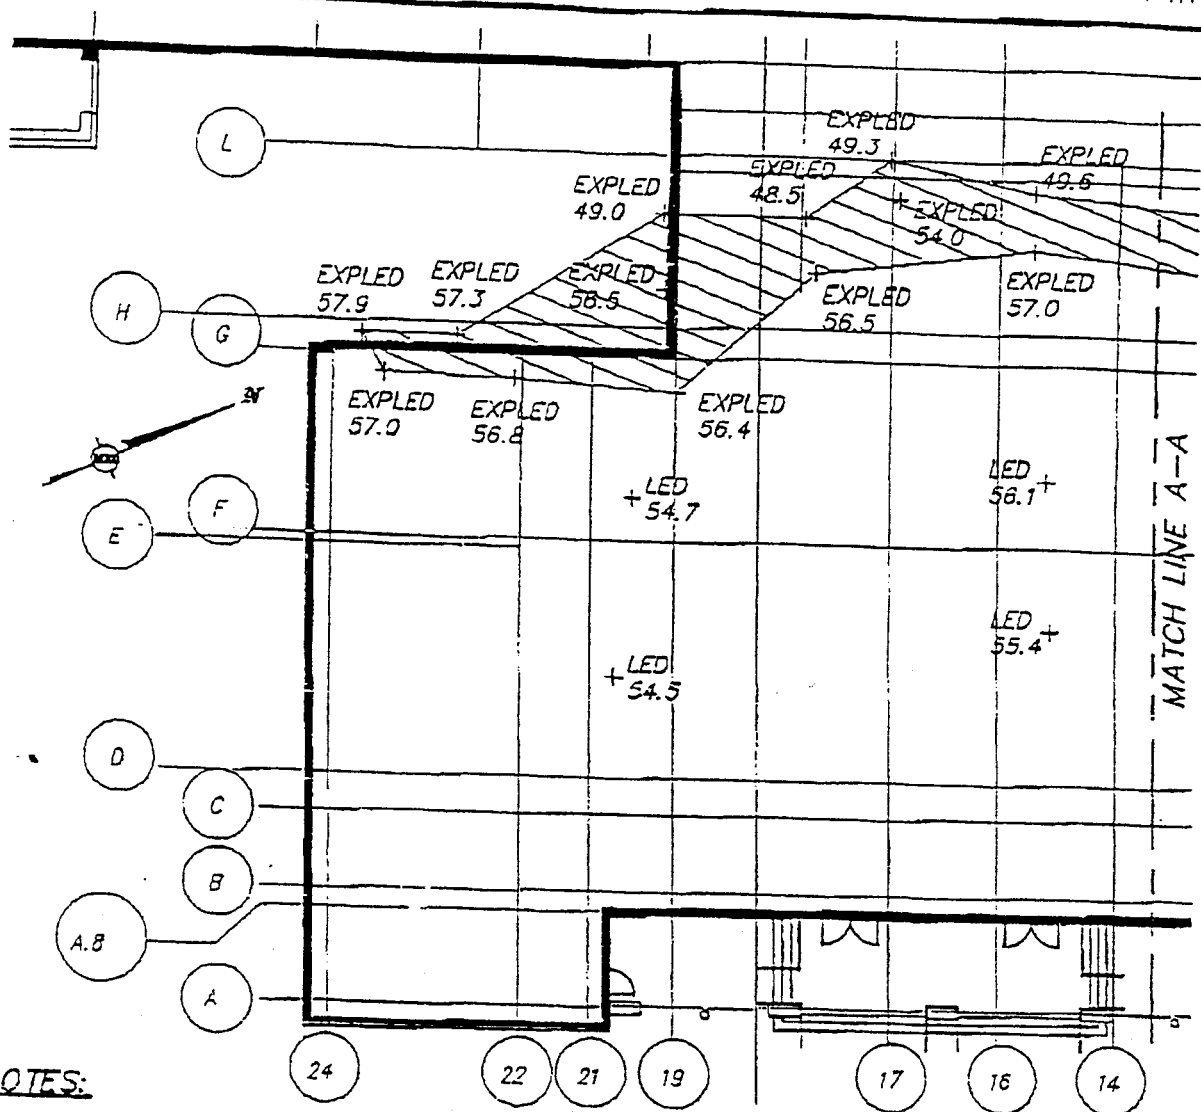 L
EXPLED
49.3
EXPLED
49.6
EXPLED
48.5
EXPLED
49.0
EXPLED
54.0
EXPLED
57.9
EXPLED
57.3
EXPLED
56.5
EXPLED
56.5
EXPLED
57.0
H
G
N
EXPLED
57.0
EXPLED
56.8
EXPLED
56.4
LED
54.7
LED
56.1
F
E
MATCH LINE A-A
LED
55.4
LED
54.5
D
C
B
A.8
A
24
22
21
19
17
16
14
OTES: